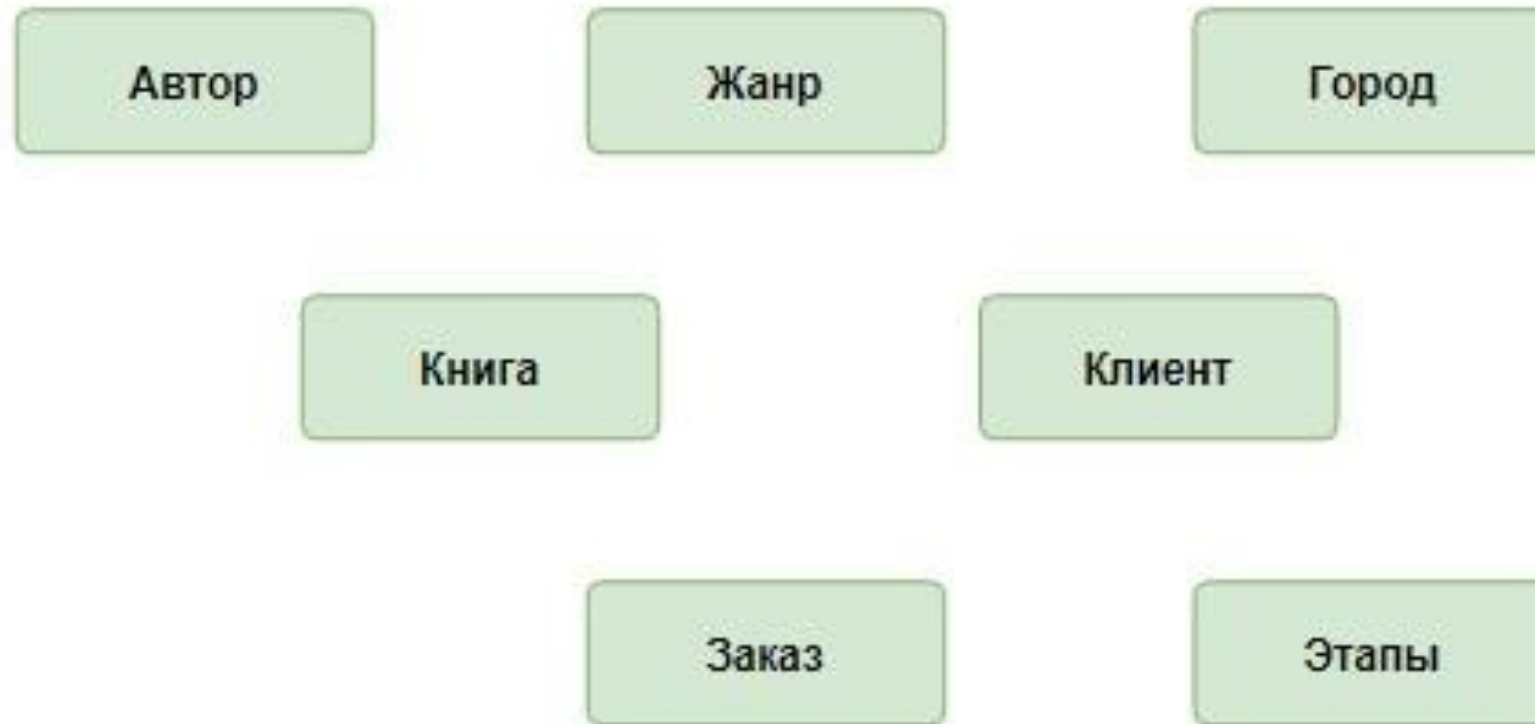 Автор
Жанр
Город
Книга
Клиент
Заказ
Этапы